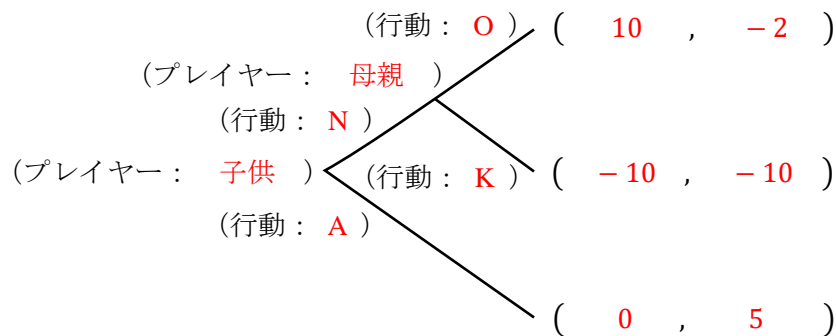 (行動: O ) ( 10 , −2 )
(プレイヤー: 母親 )
(行動: N )
(プレイヤー: 子供 ) (行動: K ) ( −10 , −10 )
(行動: A )
( 0 , 5 )